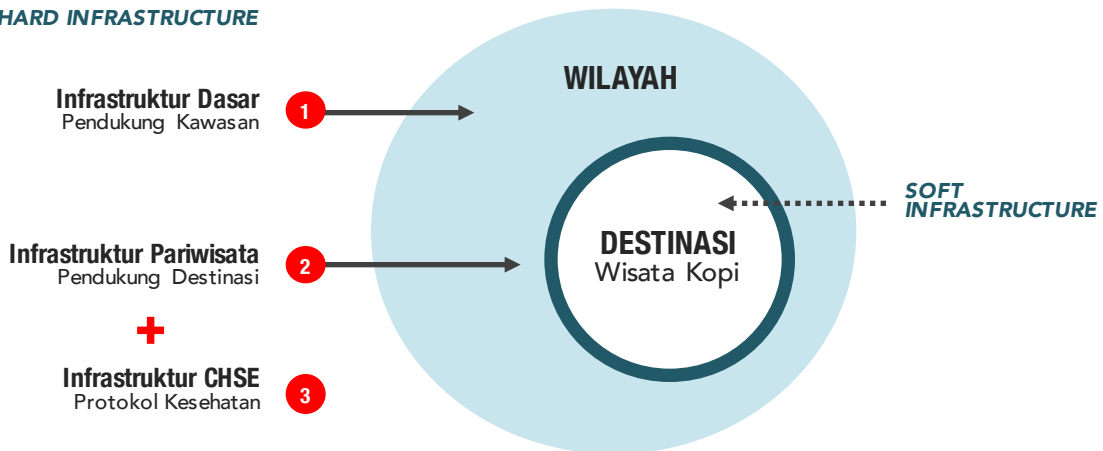 HARD INFRASTRUCTURE
WILAYAH
Infrastruktur Dasar
Pendukung Kawasan
1
SOFT
INFRASTRUCTURE
DESTINASI
Wisata Kopi
Infrastruktur Pariwisata
Pendukung Destinasi
2
+
Infrastruktur CHSE
Protokol Kesehatan
3